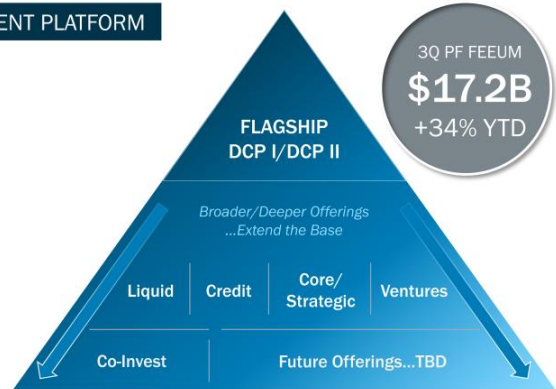 ENT PLATFORM
3Q PF FEEUM
$17.2B
+34% YTD
FLAGSHIP
DCP I/DCP II
Broader/Deeper Offerings
...Extend the Base
Liquid
Credit
Core/
Strategic
Ventures
Co-Invest
Future Offerings...TBD